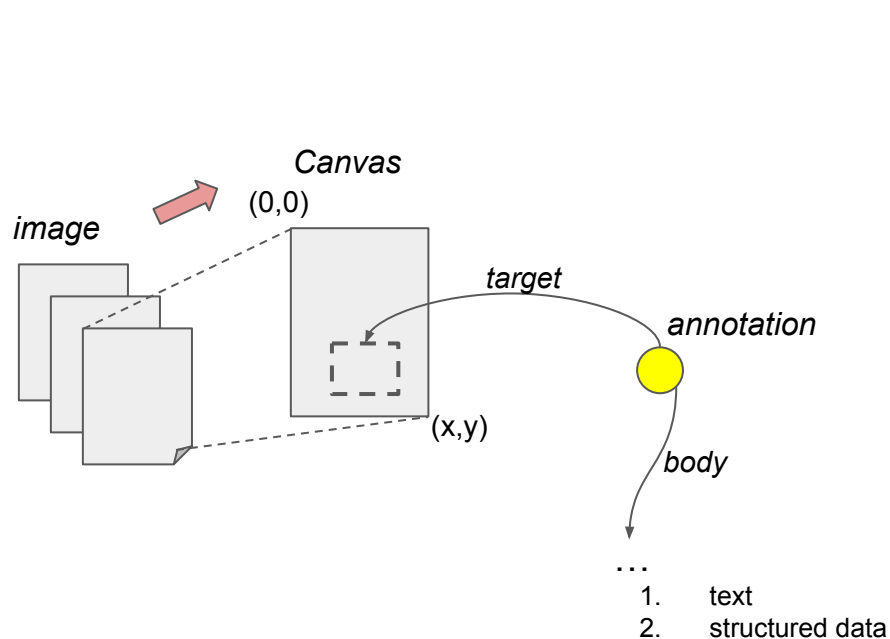 Canvas
(0,0)
image
target
annotation
(x,y)
body
...
1. text
2. structured data